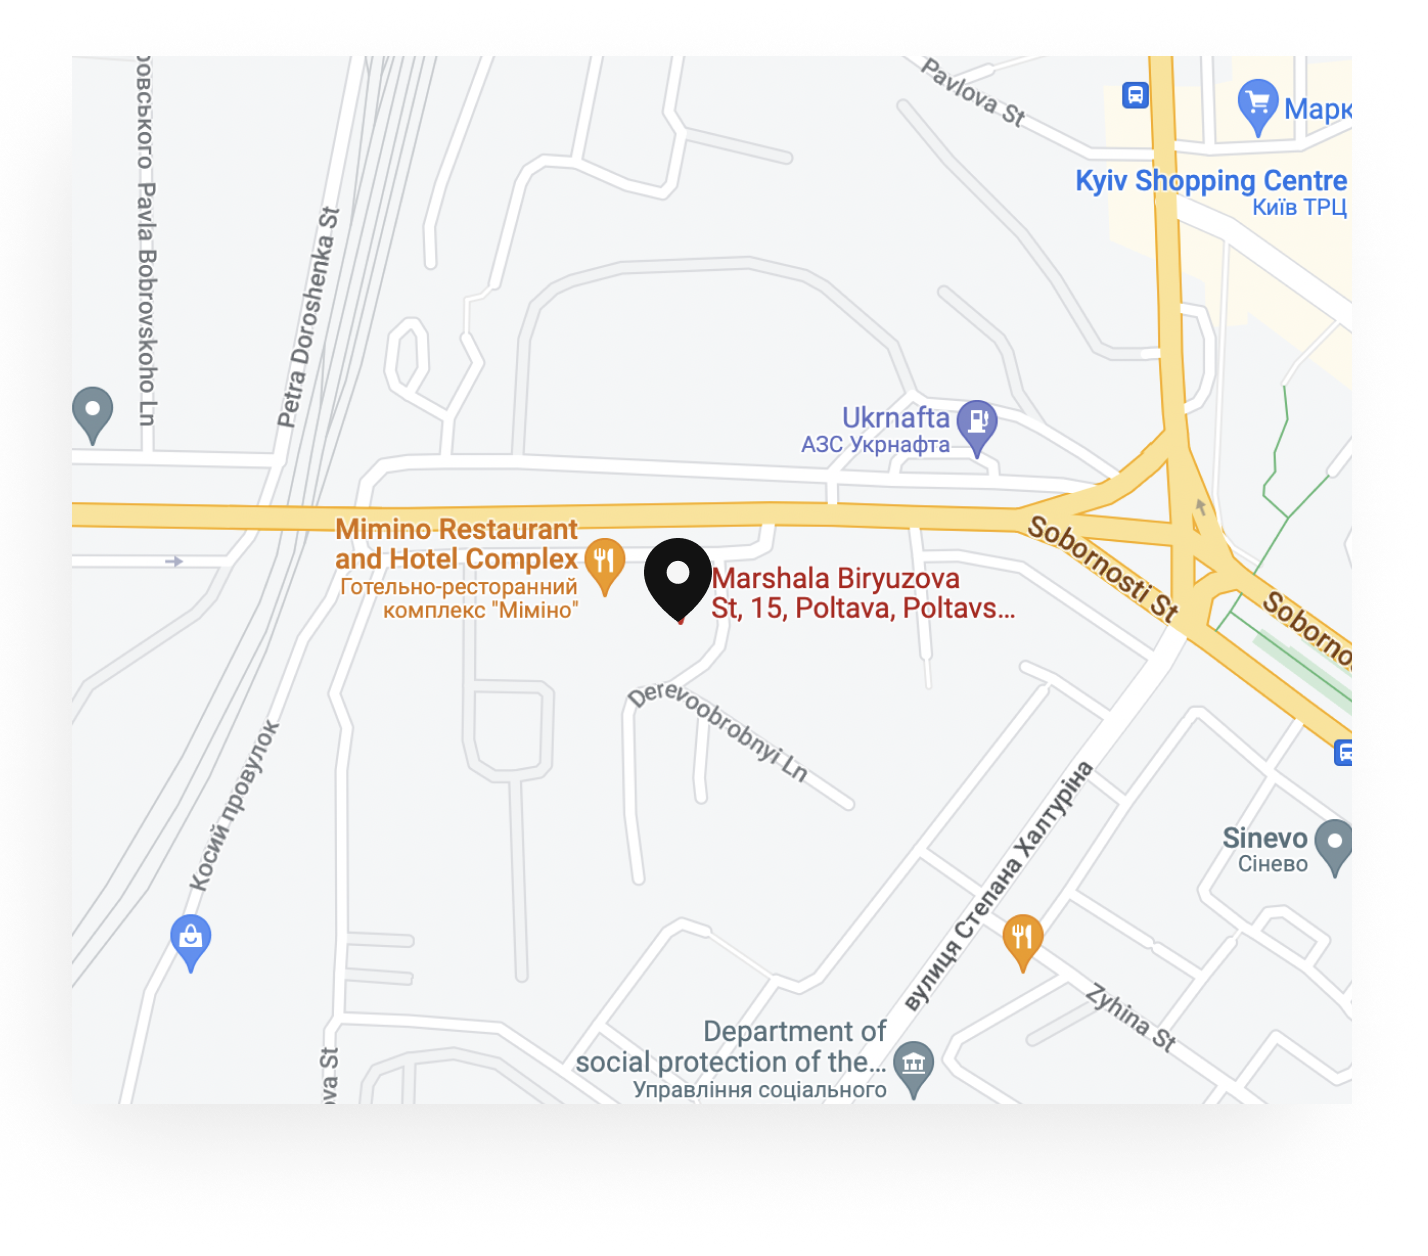 ровського
Pavla Bobrovskoho Ln
Petra Doroshenka St
Pavlova St
Марк
Kyiv Shopping Centre
Київ ТРЦ
Ukrnafta
АЗС Укрнафта
Mimino Restaurant
and Hotel Complex
Готельно-ресторанний
комплекс "Міміно"
Marshala Biryuzova
St, 15, Poltava, Poltavs...
Sobornosti St
Soborno
Derevoobrobnyi Ln
Косий провулок
вулиця Степана Халтуріна
Sinevo
Сінево
Zyhina St
ova St
Department of
social protection of the...
Управління соціального